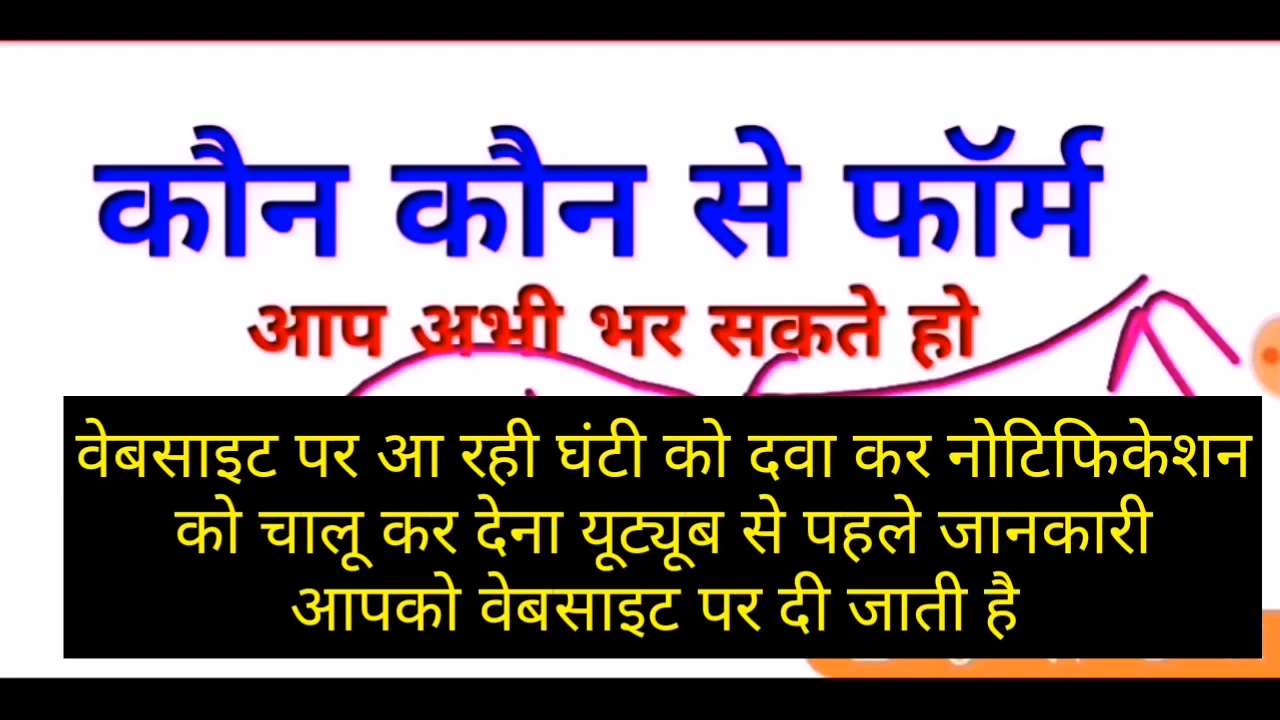 कौन कौन से फॉर्म
आप अभी भर सकते हो
वेबसाइट पर आ रही घंटी को दवा कर नोटिफिकेशन
को चालू कर देना यूट्यूब से पहले जानकारी
आपको वेबसाइट पर दी जाती है